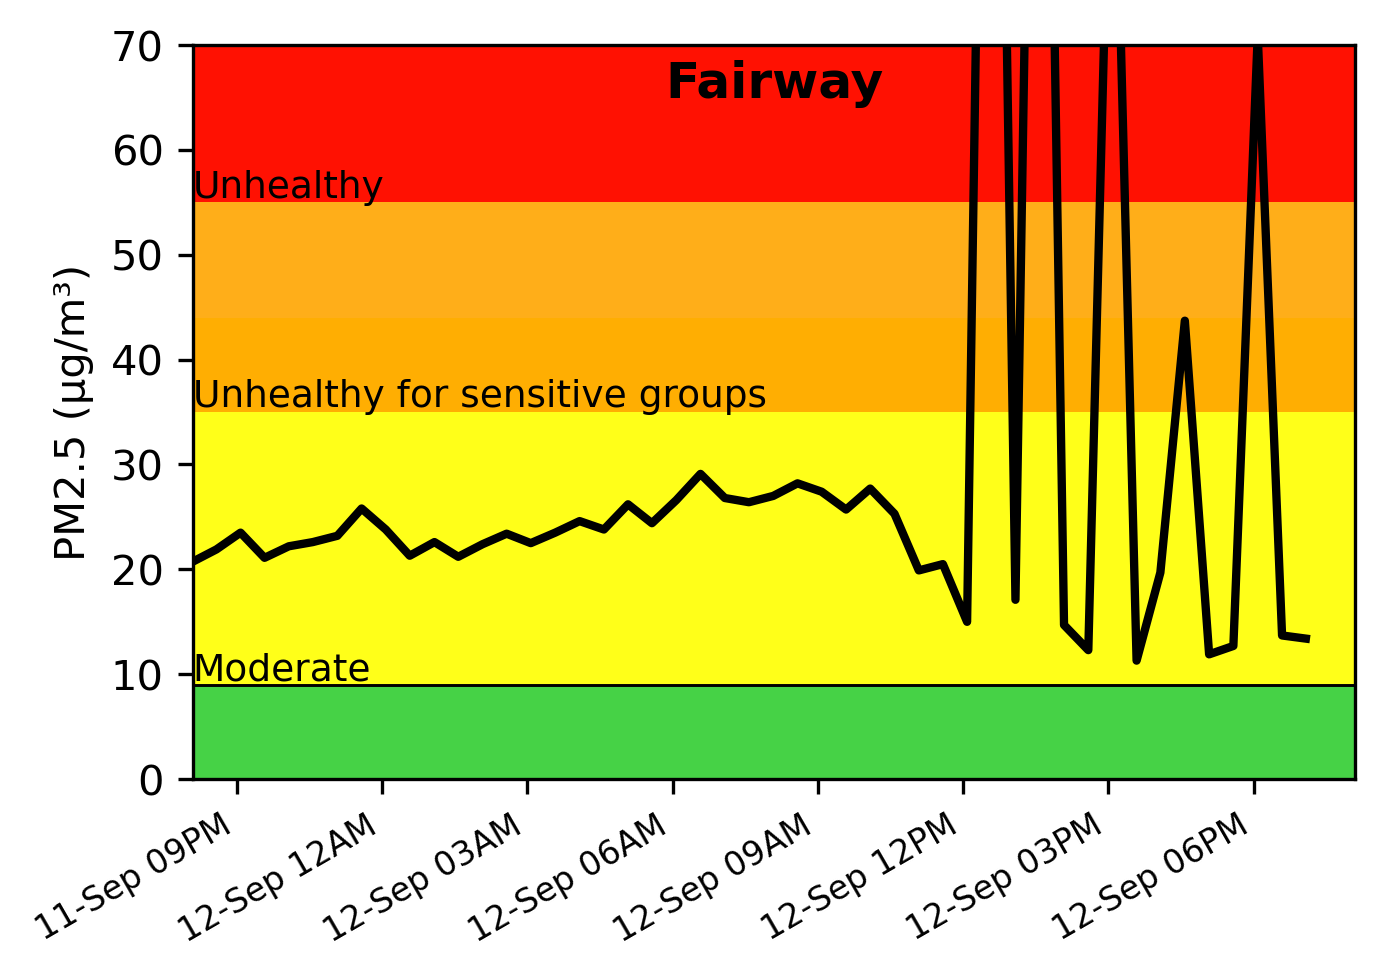 Fairway
PM2.5 (µg/m³)
70
60
50
40
30
20
10
0
Unhealthy
Unhealthy for sensitive groups
Moderate
11-Sep 09PM
12-Sep 12AM
12-Sep 03AM
12-Sep 06AM
12-Sep 09AM
12-Sep 12PM
12-Sep 03PM
12-Sep 06PM